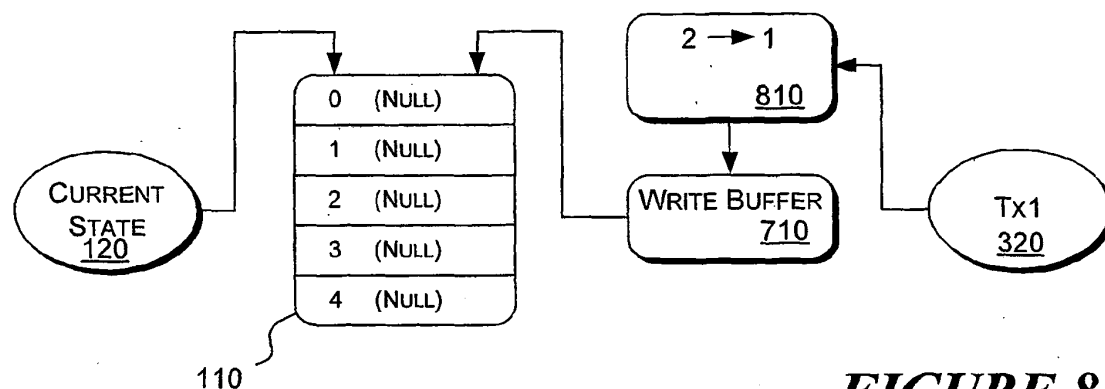 2 → 1
810
0 (NULL)
1 (NULL)
2 (NULL)
3 (NULL)
4 (NULL)
CURRENT
STATE
120
WRITE BUFFER
710
Tx1
320
110
FIGURE 8